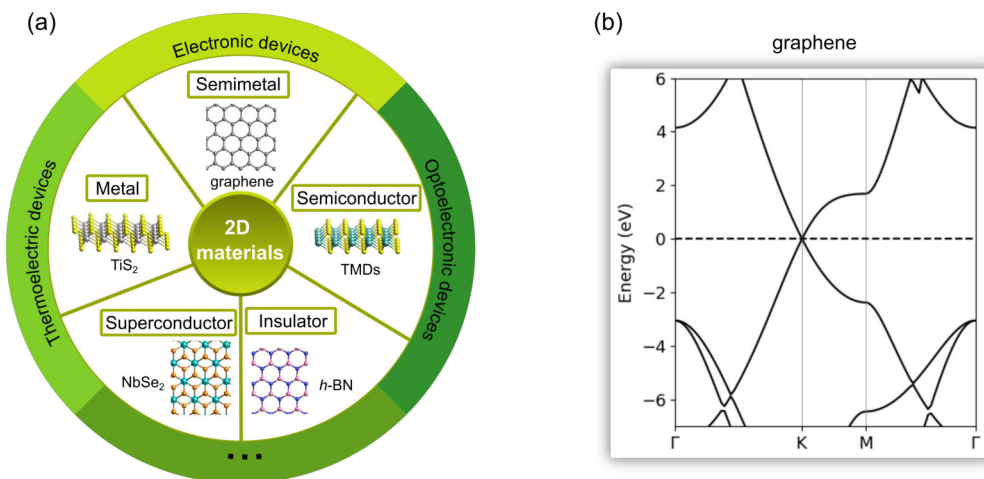 (a)
Electronic devices
Optoelectronic devices
Thermoelectric devices
Semimetal
graphene
Metal
TiS₂
Semiconductor
TMDs
2D
materials
Superconductor
NbSe₂
Insulator
h-BN
...
(b)
graphene
Energy (eV)
6
4
2
0
−2
−4
−6
Γ K M Γ